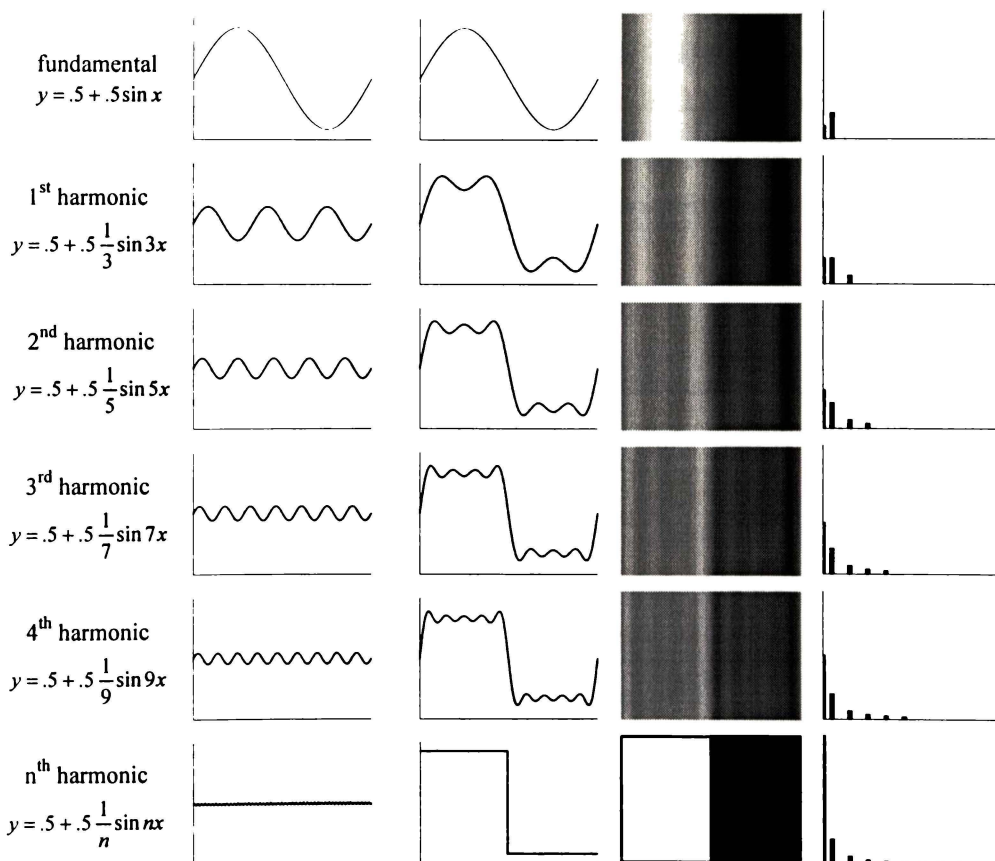 fundamental
y = .5 + .5 sin x
1st harmonic
y = .5 + .5 1/3 sin 3x
2nd harmonic
y = .5 + .5 1/5 sin 5x
3rd harmonic
y = .5 + .5 1/7 sin 7x
4th harmonic
y = .5 + .5 1/9 sin 9x
nth harmonic
y = .5 + .5 1/n sin nx